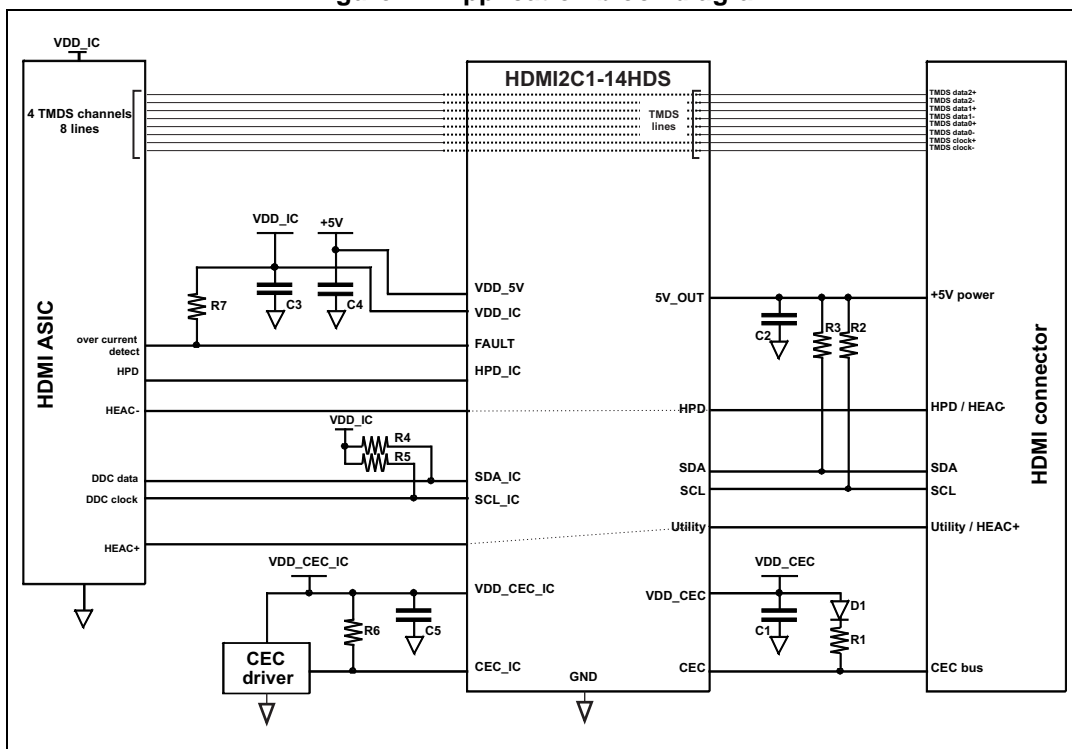 VDD_IC
HDMI2C1-14HDS
4 TMDS channels
8 lines
TMDS
lines
TMDS data2+
TMDS data2-
TMDS data1+
TMDS data1-
TMDS data0+
TMDS data0-
TMDS clock+
TMDS clock-
VDD_IC
+5V
R7
C3
C4
VDD_5V
VDD_IC
5V_OUT
+5V power
C2
R3
R2
over current
detect
FAULT
HPD
HPD_IC
HDMI ASIC
HDMI connector
HEAC-
HPD
HPD / HEAC-
VDD_IC
R4
R5
DDC data
SDA_IC
SDA
SDA
DDC clock
SCL_IC
SCL
SCL
HEAC+
Utility
Utility / HEAC+
VDD_CEC_IC
VDD_CEC
VDD_CEC_IC
VDD_CEC
R6
C5
C1
D1
R1
CEC
driver
CEC_IC
CEC
CEC bus
GND